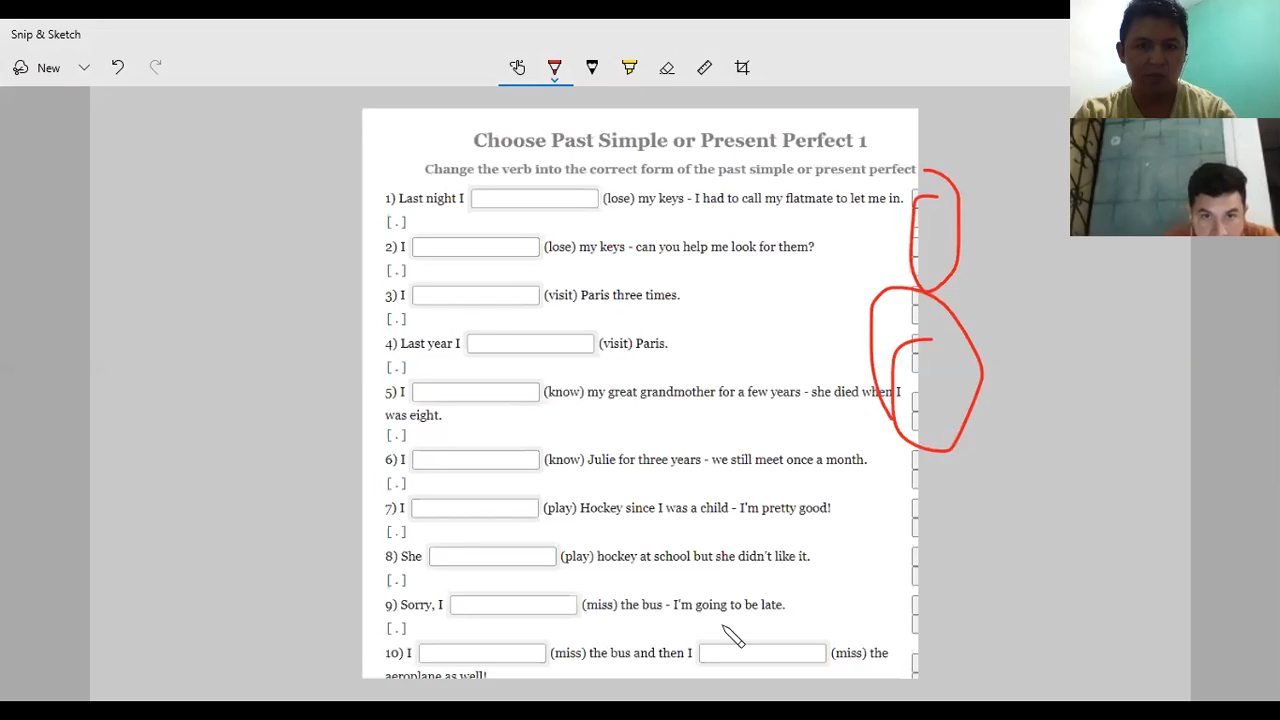 Snip & Sketch
New
Choose Past Simple or Present Perfect 1
Change the verb into the correct form of the past simple or present perfect
1) Last night I (lose) my keys - I had to call my flatmate to let me in.
[ . ]
2) I (lose) my keys - can you help me look for them?
[ . ]
3) I (visit) Paris three times.
[ . ]
4) Last year I (visit) Paris.
[ . ]
5) I (know) my great grandmother for a few years - she died when I
was eight.
[ . ]
6) I (know) Julie for three years - we still meet once a month.
[ . ]
7) I (play) Hockey since I was a child - I'm pretty good!
[ . ]
8) She (play) hockey at school but she didn't like it.
[ . ]
9) Sorry, I (miss) the bus - I'm going to be late.
[ . ]
10) I (miss) the bus and then I (miss) the
aeroplane as well!